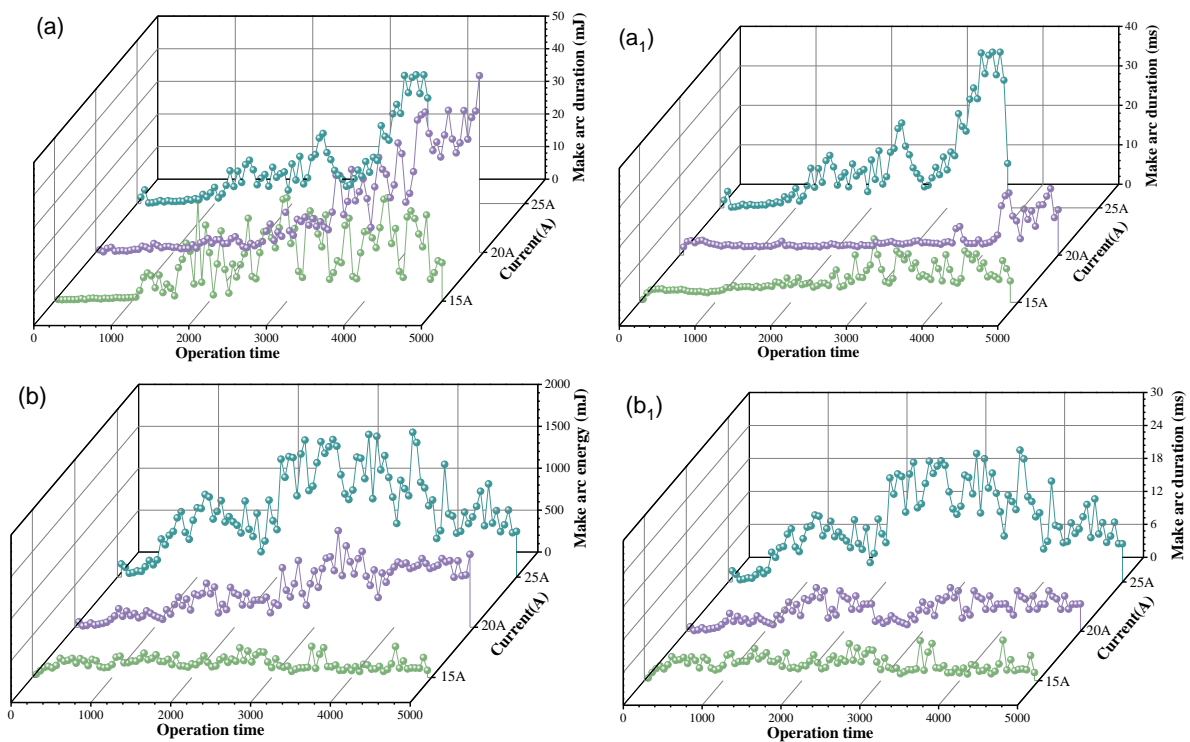 (a)
50
40
30
20
10
0
Make arc duration (mJ)
25A
20A
15A
Current(A)
0
1000
2000
3000
4000
5000
Operation time
(a1)
40
30
20
10
0
Make arc duration (ms)
25A
20A
15A
Current(A)
0
1000
2000
3000
4000
5000
Operation time
(b)
2000
1500
1000
500
0
Make arc energy (mJ)
25A
20A
15A
Current(A)
0
1000
2000
3000
4000
5000
Operation time
(b1)
30
24
18
12
6
0
Make arc duration (ms)
25A
20A
15A
Current(A)
0
1000
2000
3000
4000
5000
Operation time